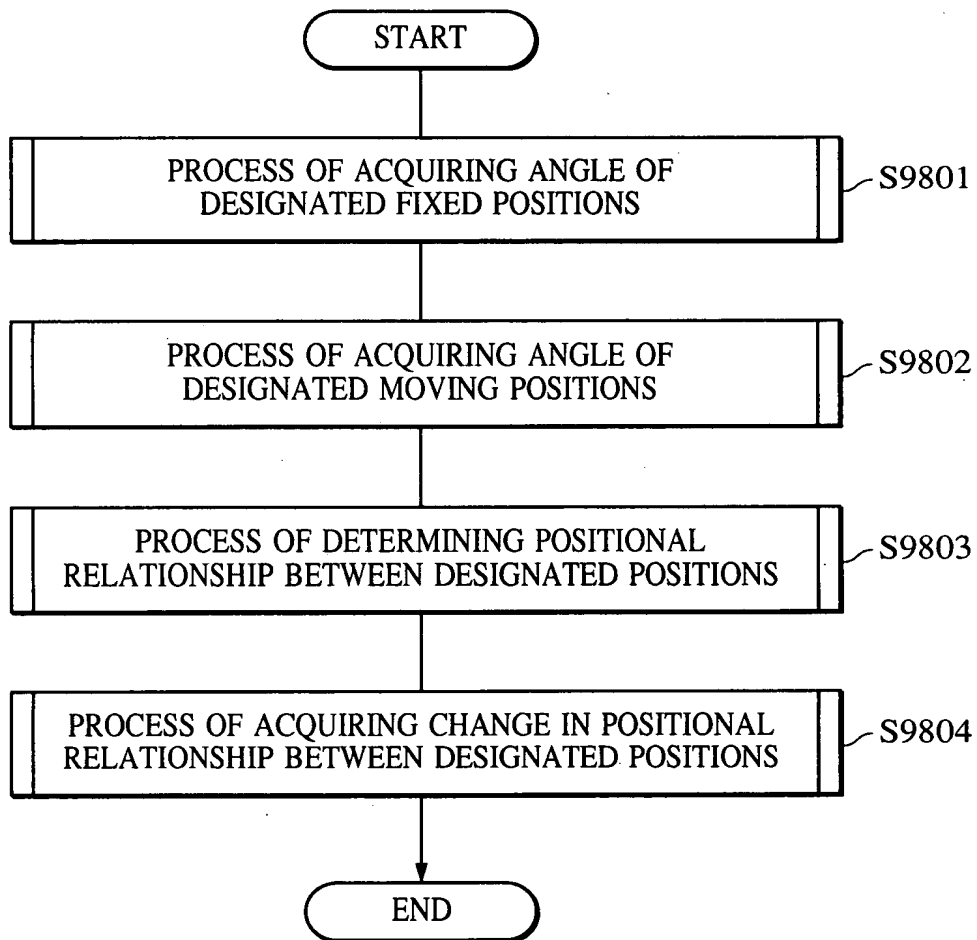 START
PROCESS OF ACQUIRING ANGLE OF
DESIGNATED FIXED POSITIONS
S9801
PROCESS OF ACQUIRING ANGLE OF
DESIGNATED MOVING POSITIONS
S9802
PROCESS OF DETERMINING POSITIONAL
RELATIONSHIP BETWEEN DESIGNATED POSITIONS
S9803
PROCESS OF ACQUIRING CHANGE IN POSITIONAL
RELATIONSHIP BETWEEN DESIGNATED POSITIONS
S9804
END